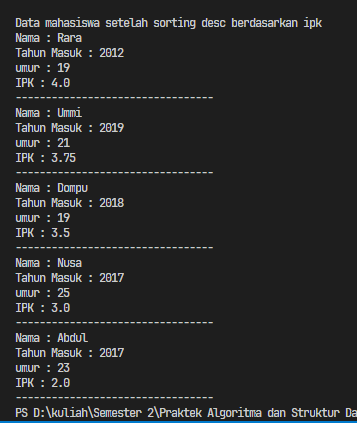 Data mahasiswa setelah sorting desc berdasarkan ipk
Nama : Rara
Tahun Masuk : 2012
umur : 19
IPK : 4.0
---------------------------------
Nama : Ummi
Tahun Masuk : 2019
umur : 21
IPK : 3.75
---------------------------------
Nama : Dompu
Tahun Masuk : 2018
umur : 19
IPK : 3.5
---------------------------------
Nama : Nusa
Tahun Masuk : 2017
umur : 25
IPK : 3.0
---------------------------------
Nama : Abdul
Tahun Masuk : 2017
umur : 23
IPK : 2.0
---------------------------------
PS D:\kuliah\Semester 2\Praktek Algoritma dan Struktur Da